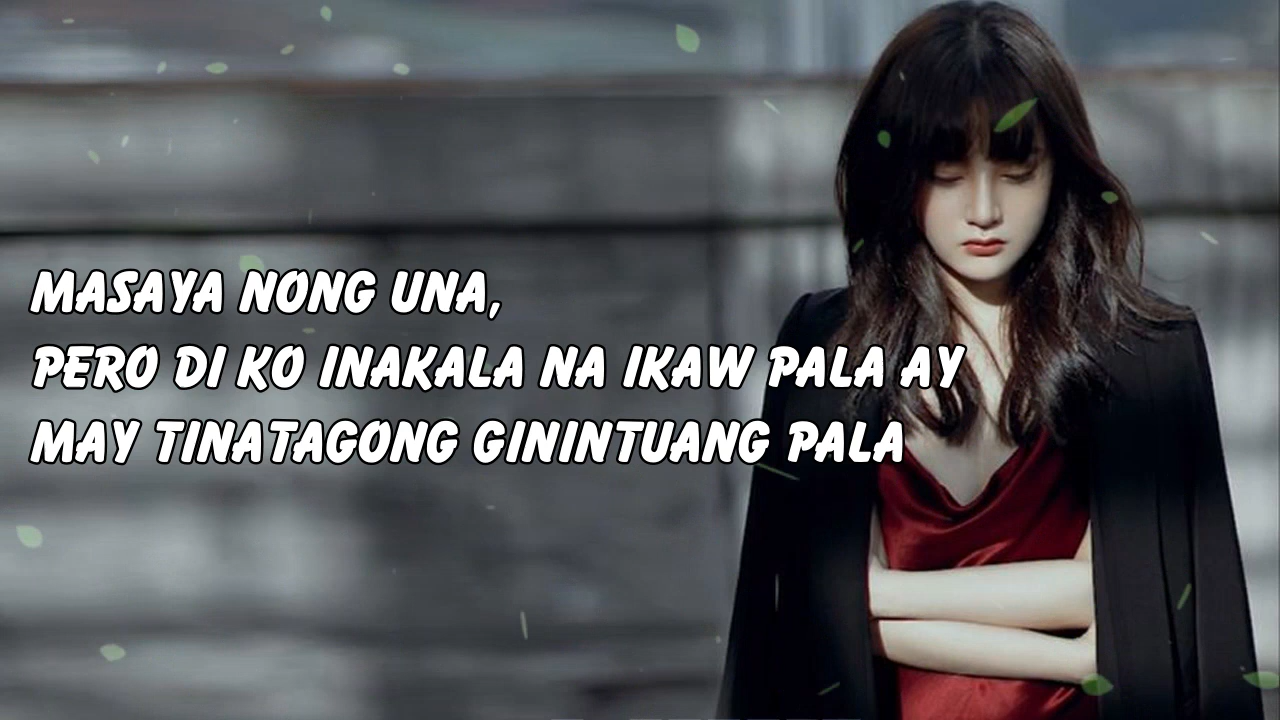 MASAYA NONG UNA,
PERO DI KO INAKALA NA IKAW PALA AY
MAY TINATAGONG GININTUANG PALA